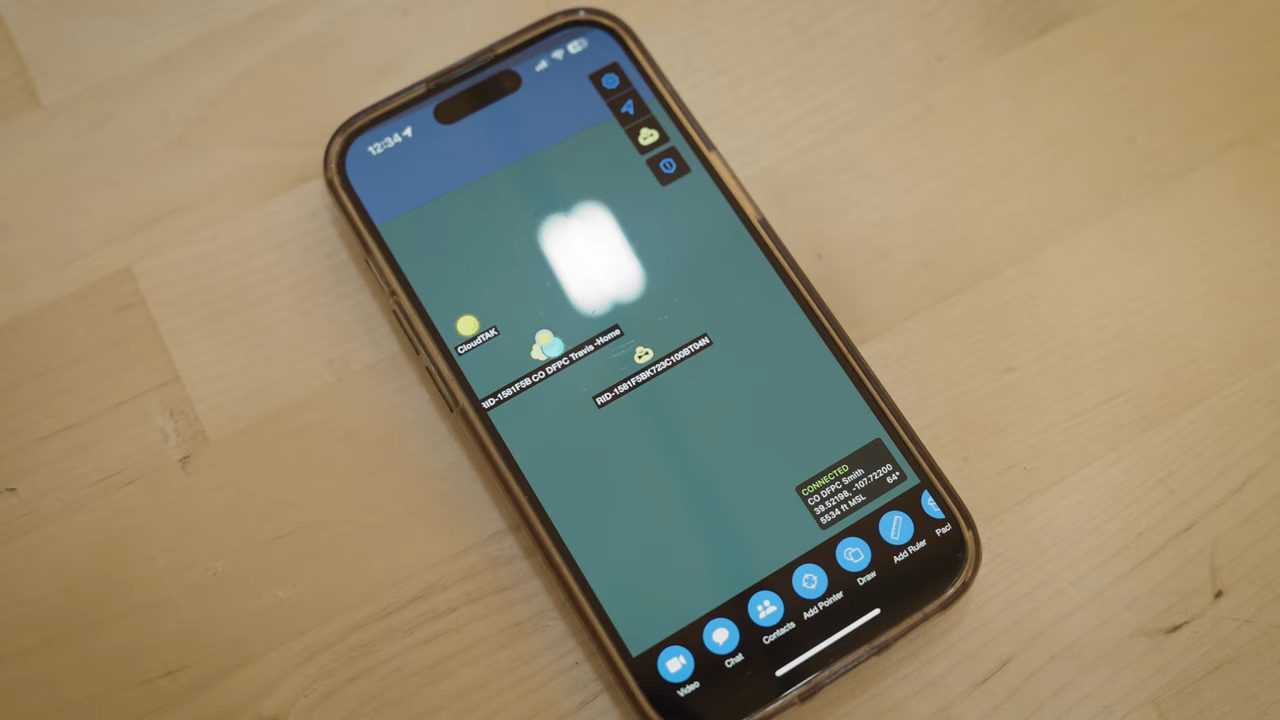 12:34
CloudTAK
RID-1581F5B CO DFPC Travis -Home
RID-1581F5BK723C100BT04N
CONNECTED
CO DFPC Smith
39.52198, -107.72200
5534 ft MSL 64°
Video
Chat
Contacts
Add Pointer
Draw
Add Ruler
Pac